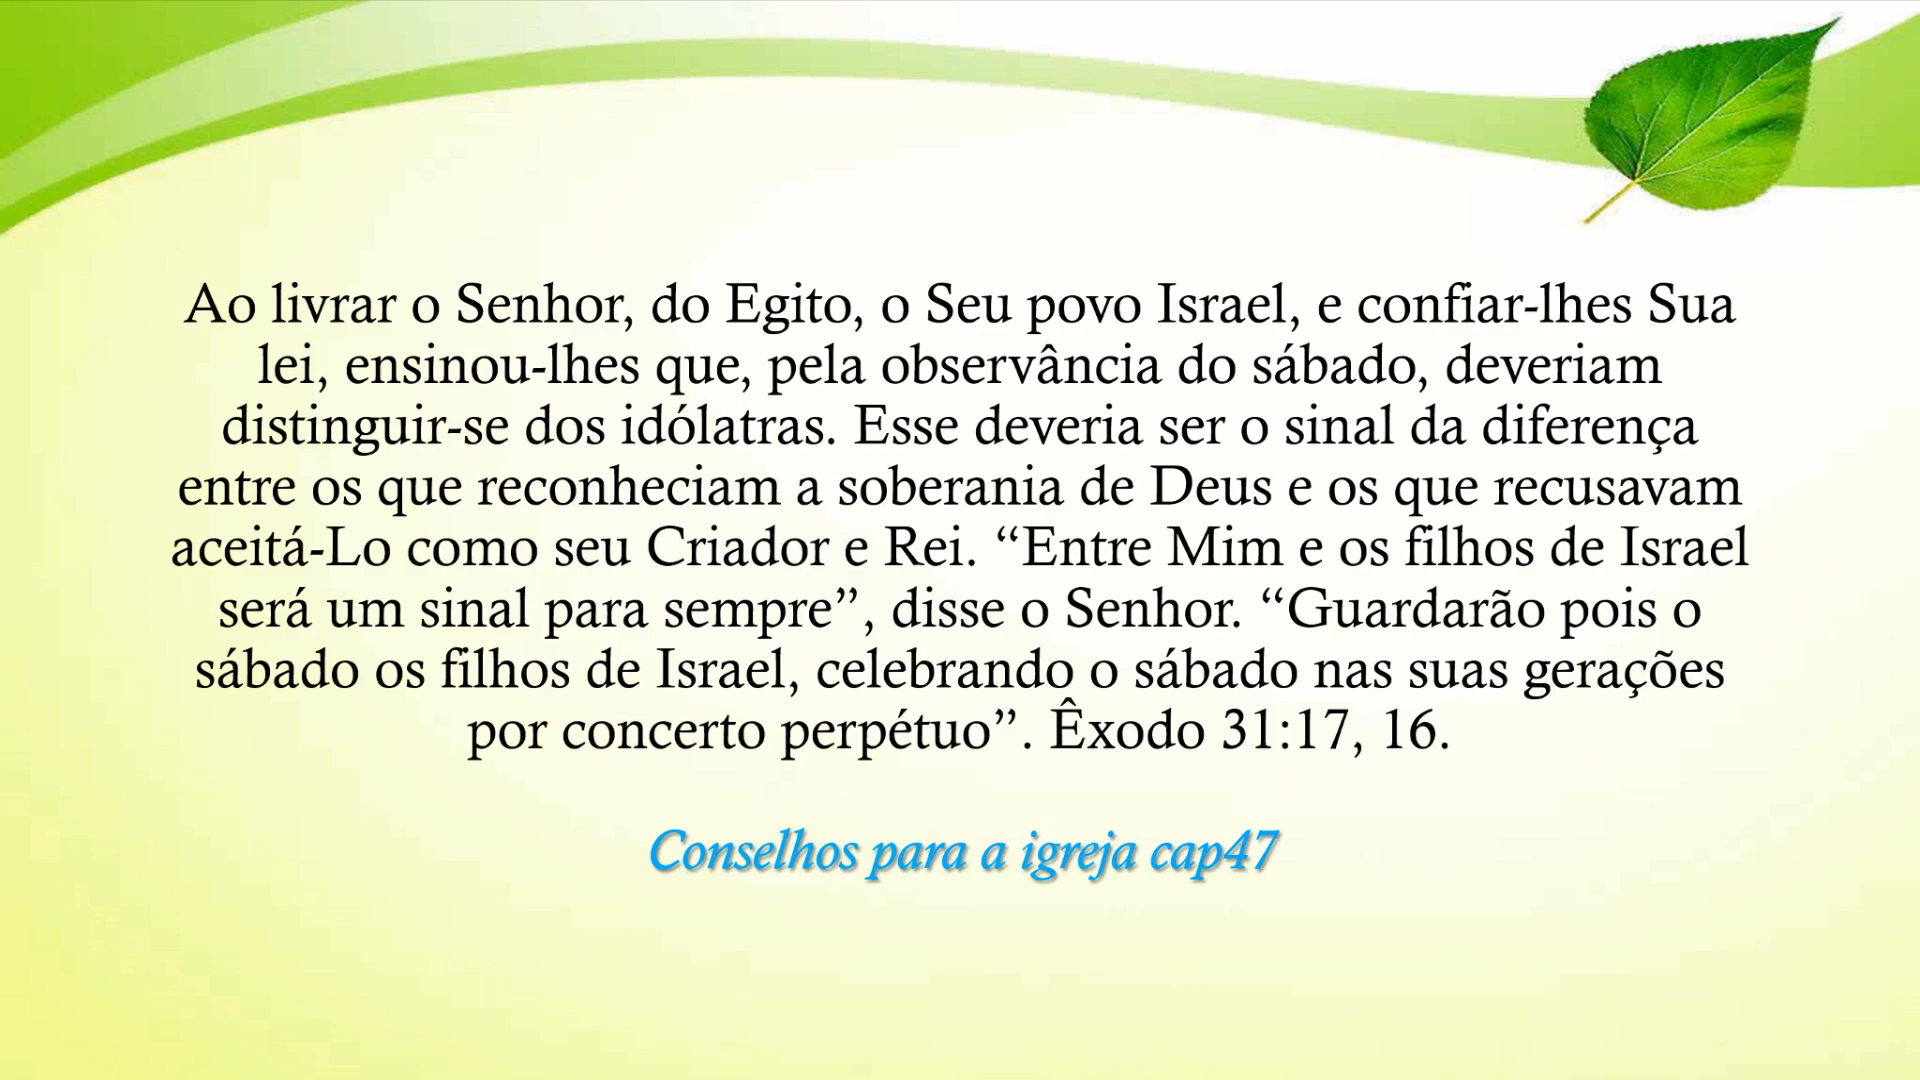 Ao livrar o Senhor, do Egito, o Seu povo Israel, e confiar-lhes Sua
lei, ensinou-lhes que, pela observância do sábado, deveriam
distinguir-se dos idólatras. Esse deveria ser o sinal da diferença
entre os que reconheciam a soberania de Deus e os que recusavam
aceitá-Lo como seu Criador e Rei. “Entre Mim e os filhos de Israel
será um sinal para sempre”, disse o Senhor. “Guardarão pois o
sábado os filhos de Israel, celebrando o sábado nas suas gerações
por concerto perpétuo”. Êxodo 31:17, 16.
Conselhos para a igreja cap47